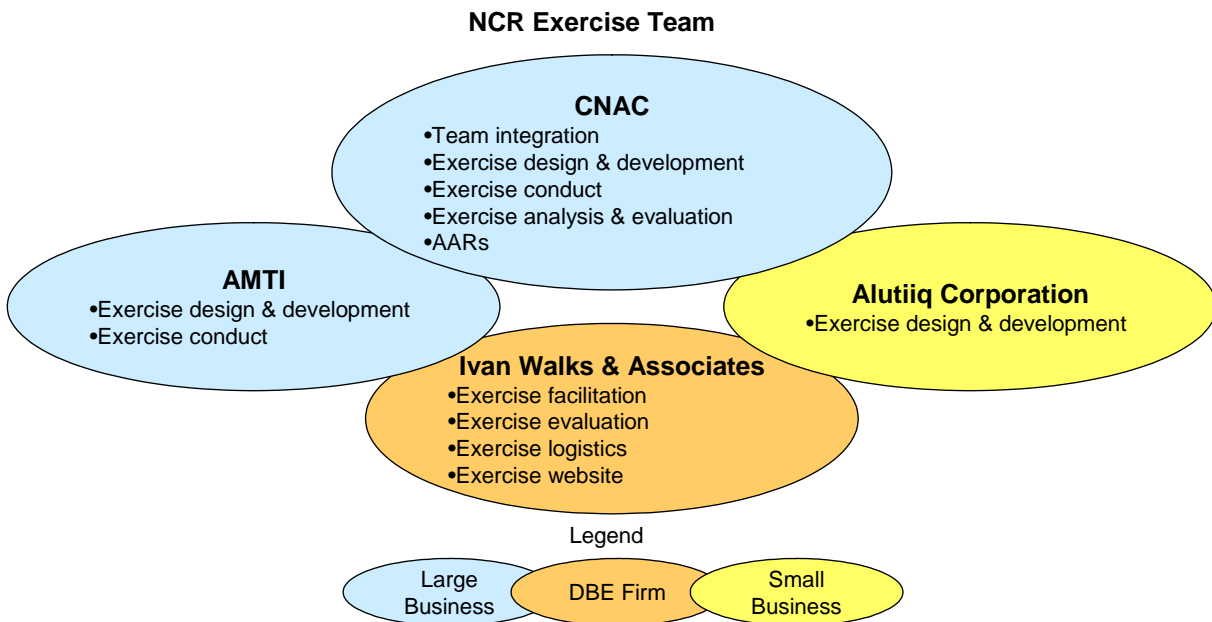 NCR Exercise Team
CNAC
•Team integration
•Exercise design & development
•Exercise conduct
•Exercise analysis & evaluation
•AARs
AMTI
•Exercise design & development
•Exercise conduct
Alutiiq Corporation
•Exercise design & development
Ivan Walks & Associates
•Exercise facilitation
•Exercise evaluation
•Exercise logistics
•Exercise website
Legend
Large
Business
DBE Firm
Small
Business